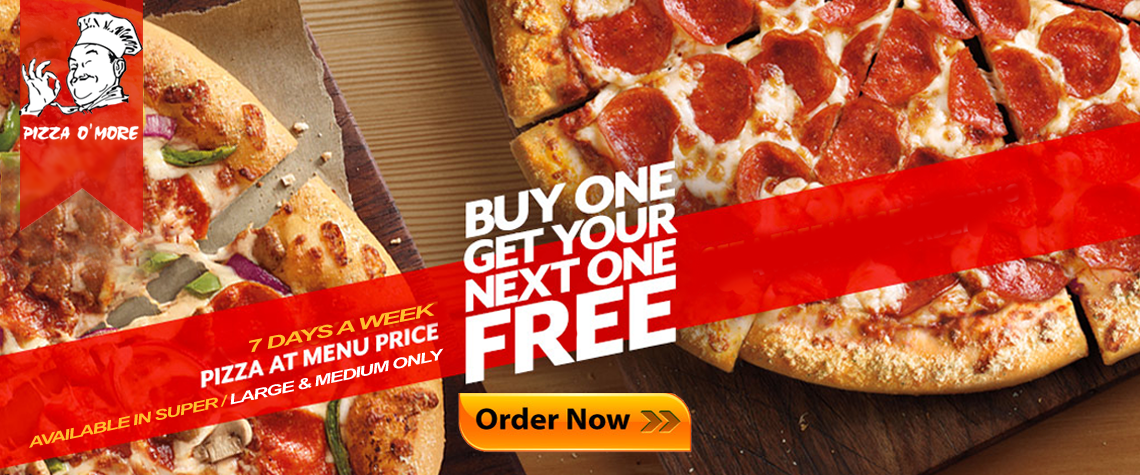 PIZZA O'MORE
BUY ONE
GET YOUR
NEXT ONE
FREE
7 DAYS A WEEK
PIZZA AT MENU PRICE
AVAILABLE IN SUPER / LARGE & MEDIUM ONLY
Order Now